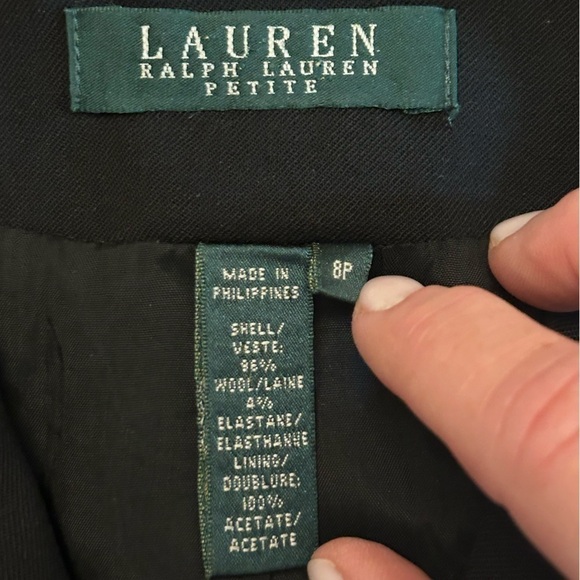 LAUREN
RALPH LAUREN
PETITE
8P
MADE IN
PHILIPPINES
SHELL/
VESTE:
96%
WOOL/LAINE
4%
ELASTANE/
ELASTHANNE
LINING/
DOUBLURE:
100%
ACETATE/
ACETATE